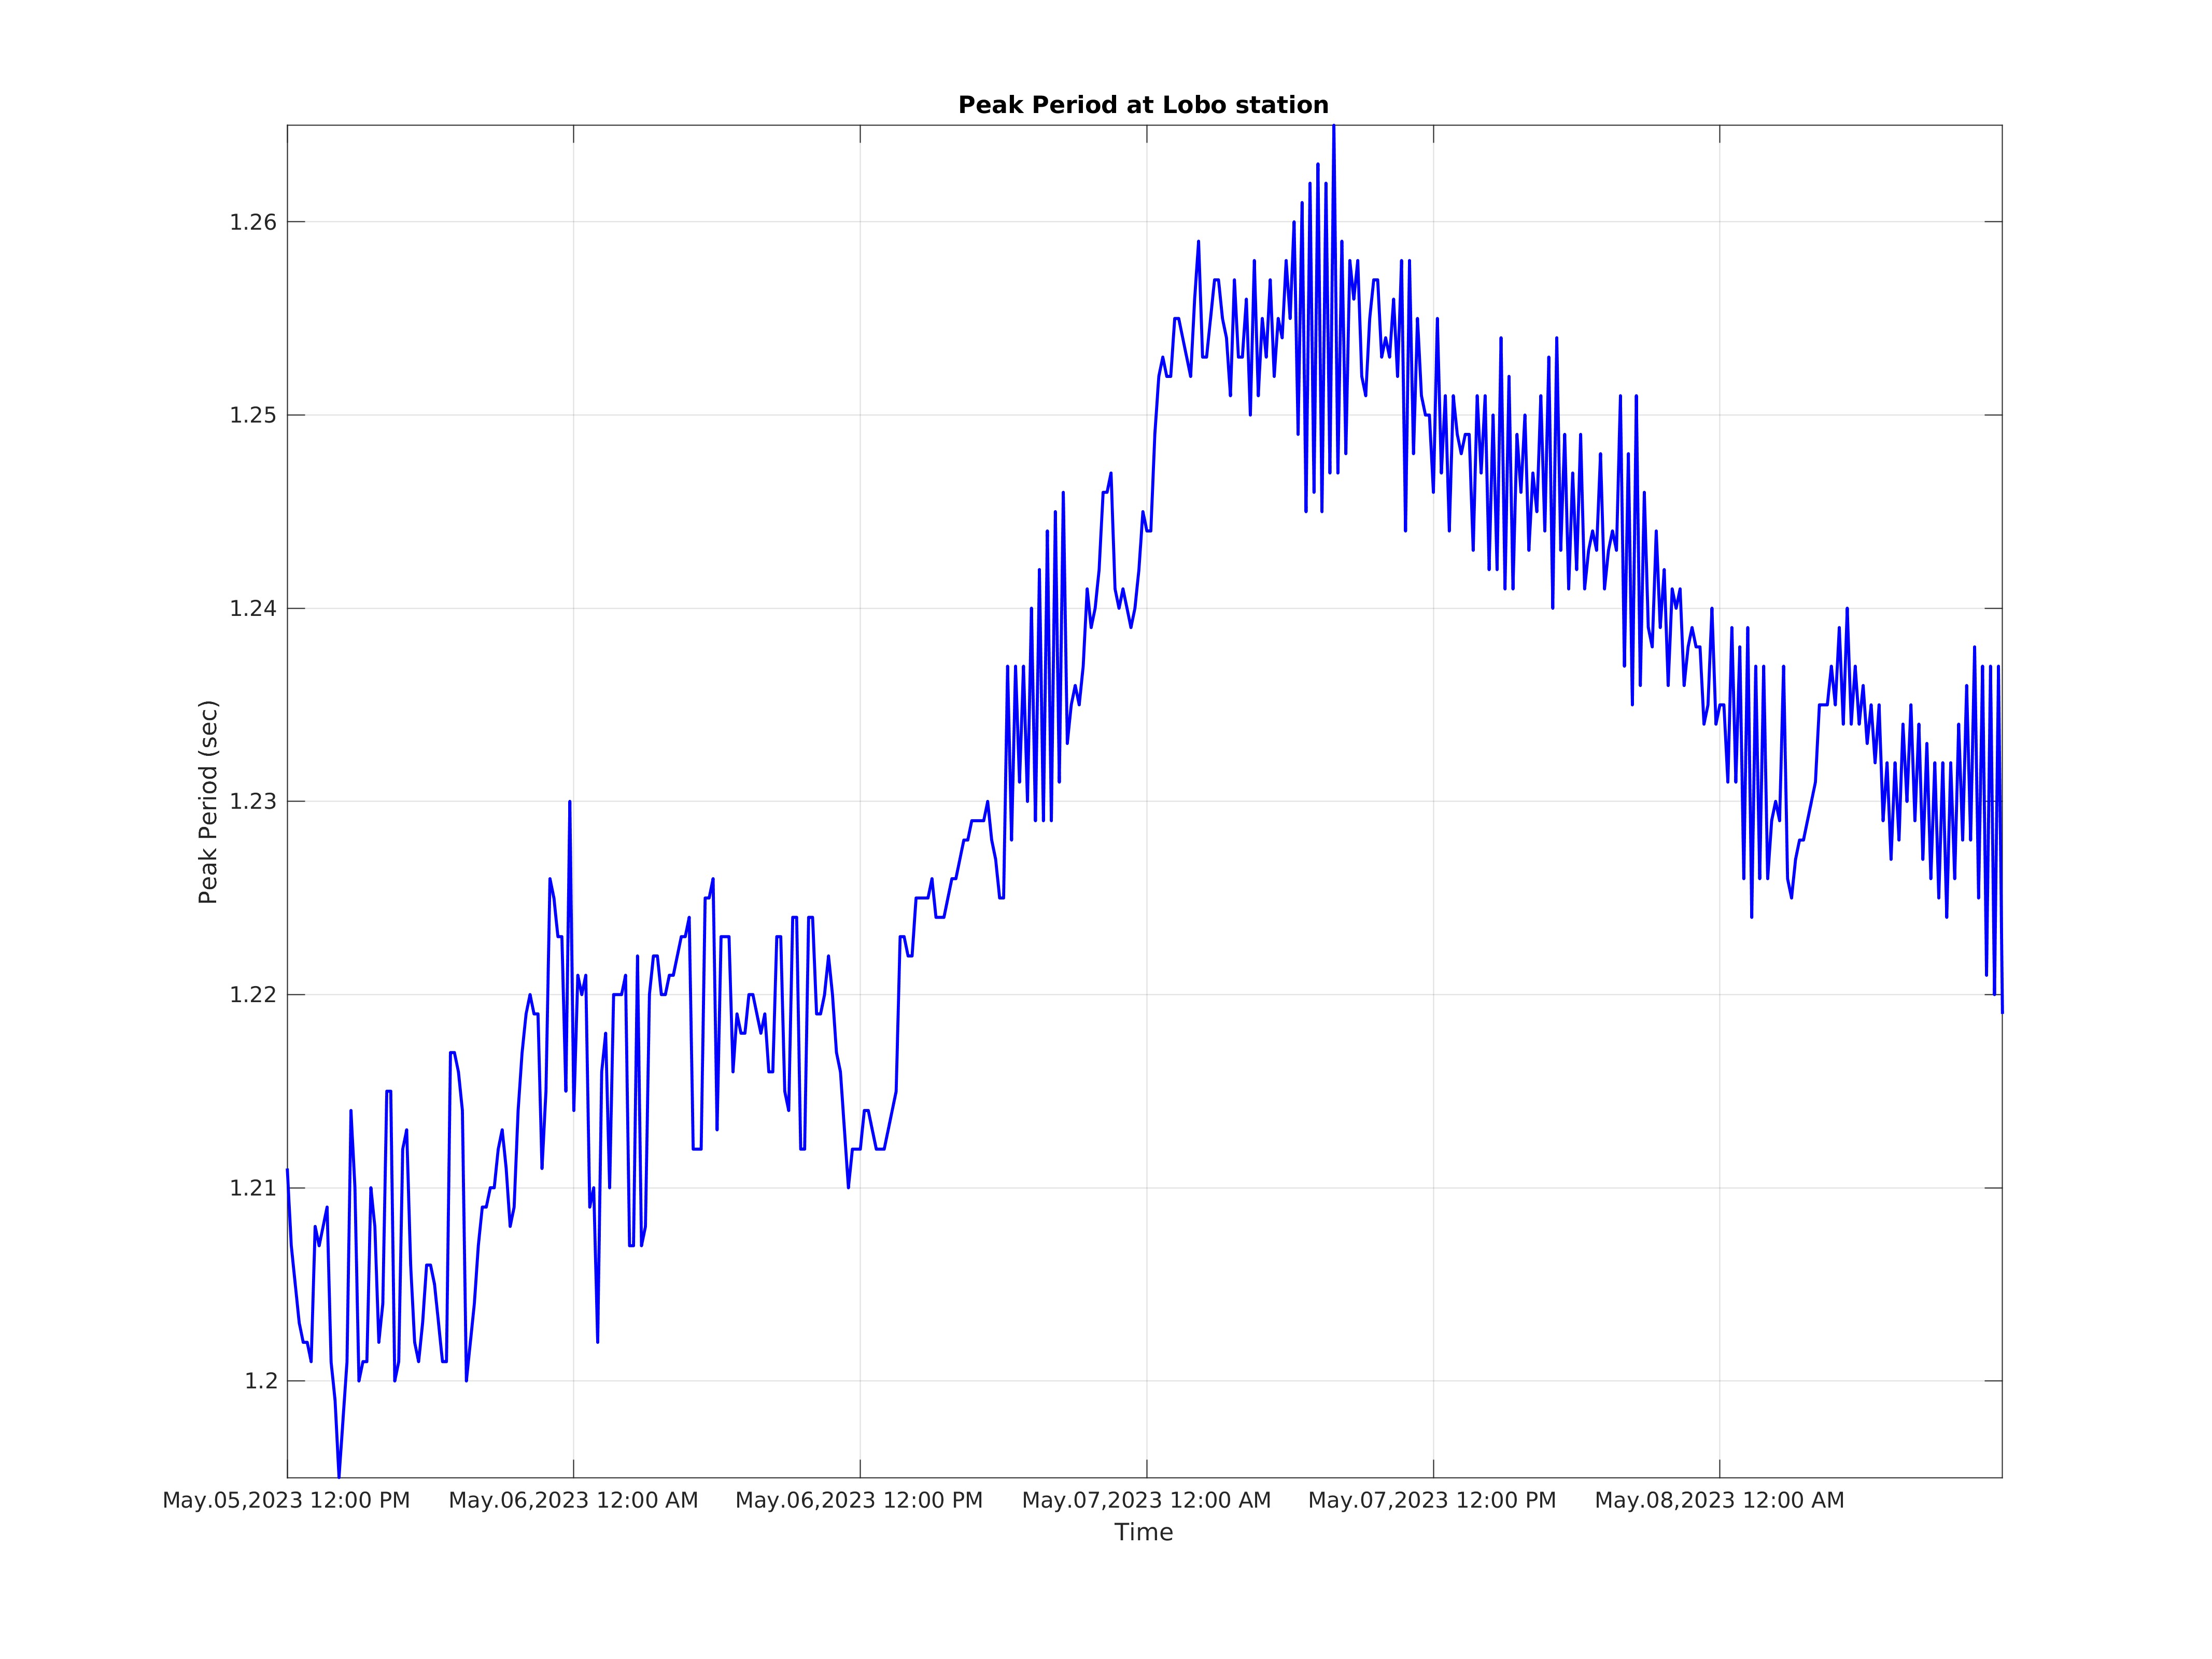 Peak Period at Lobo station
1.26
1.25
1.24
1.23
1.22
1.21
1.2
Peak Period (sec)
May.05,2023 12:00 PM
May.06,2023 12:00 AM
May.06,2023 12:00 PM
May.07,2023 12:00 AM
May.07,2023 12:00 PM
May.08,2023 12:00 AM
Time